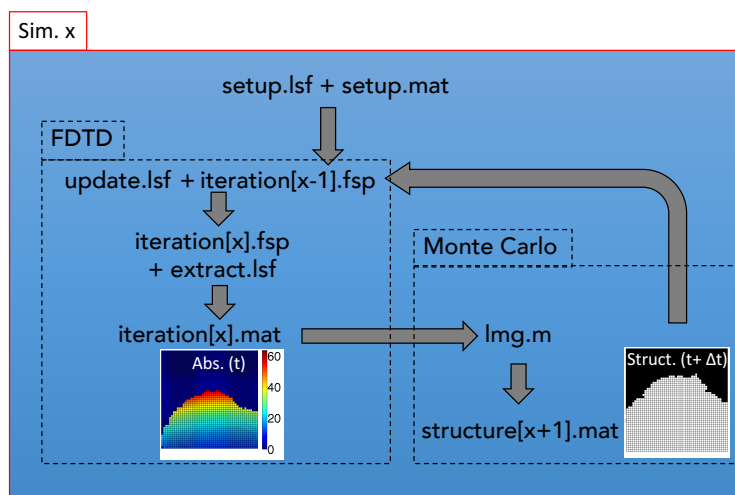 Sim. x
setup.lsf + setup.mat
FDTD
update.lsf + iteration[x-1].fsp
iteration[x].fsp
+ extract.lsf
iteration[x].mat
Abs. (t)
60
40
20
0
Monte Carlo
lmg.m
structure[x+1].mat
Struct. (t+ Δt)